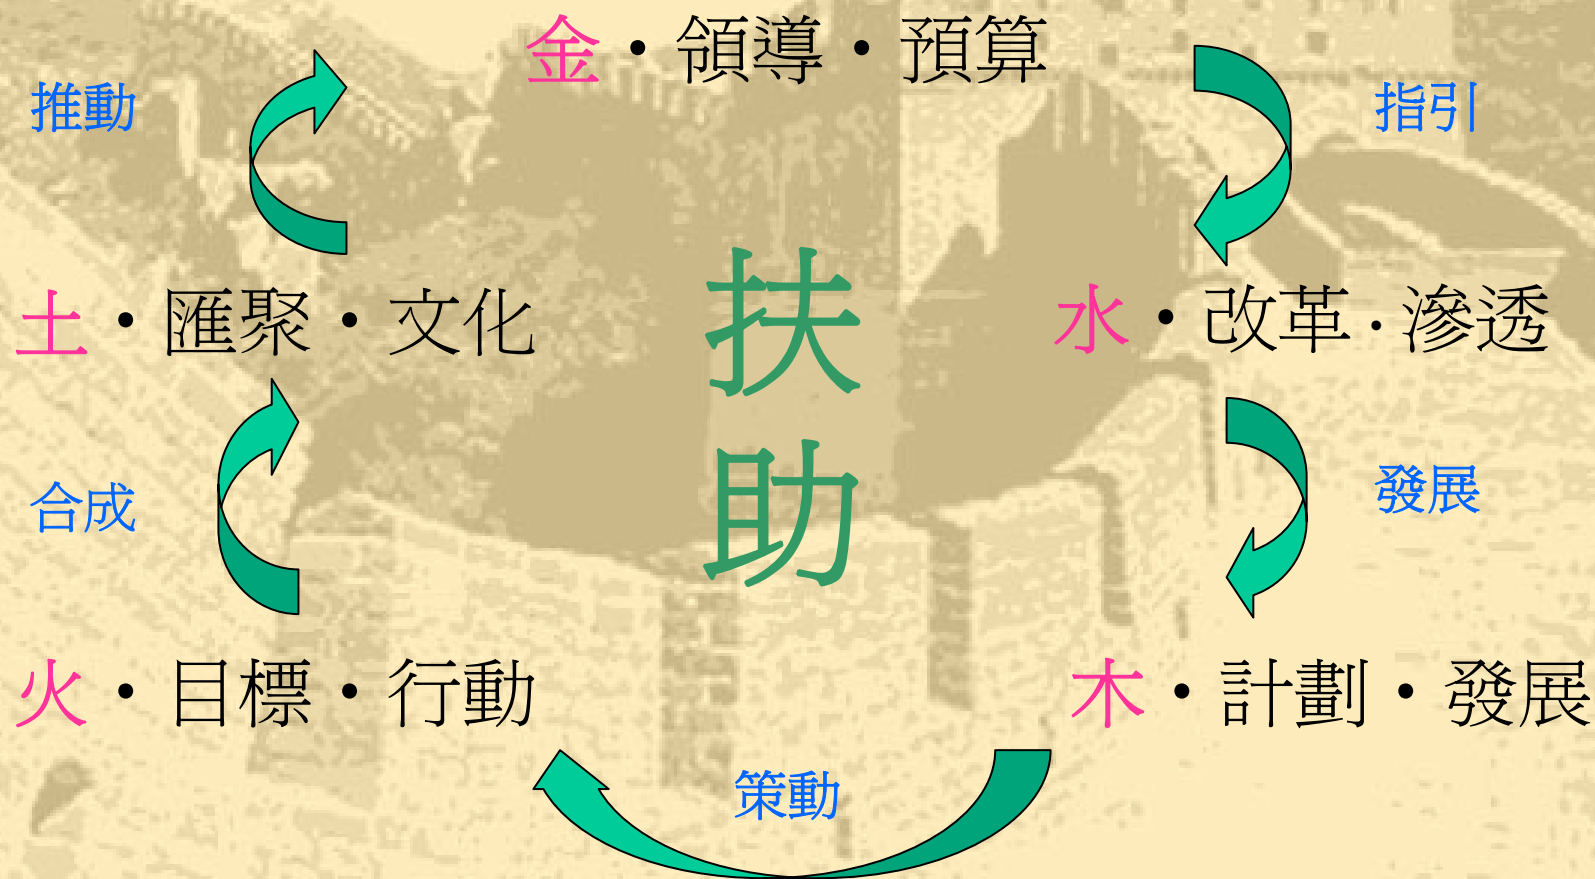 金・領導・預算
推動
指引
土・匯聚・文化
扶
助
水・改革·滲透
合成
發展
火・目標・行動
木・計劃・發展
策動